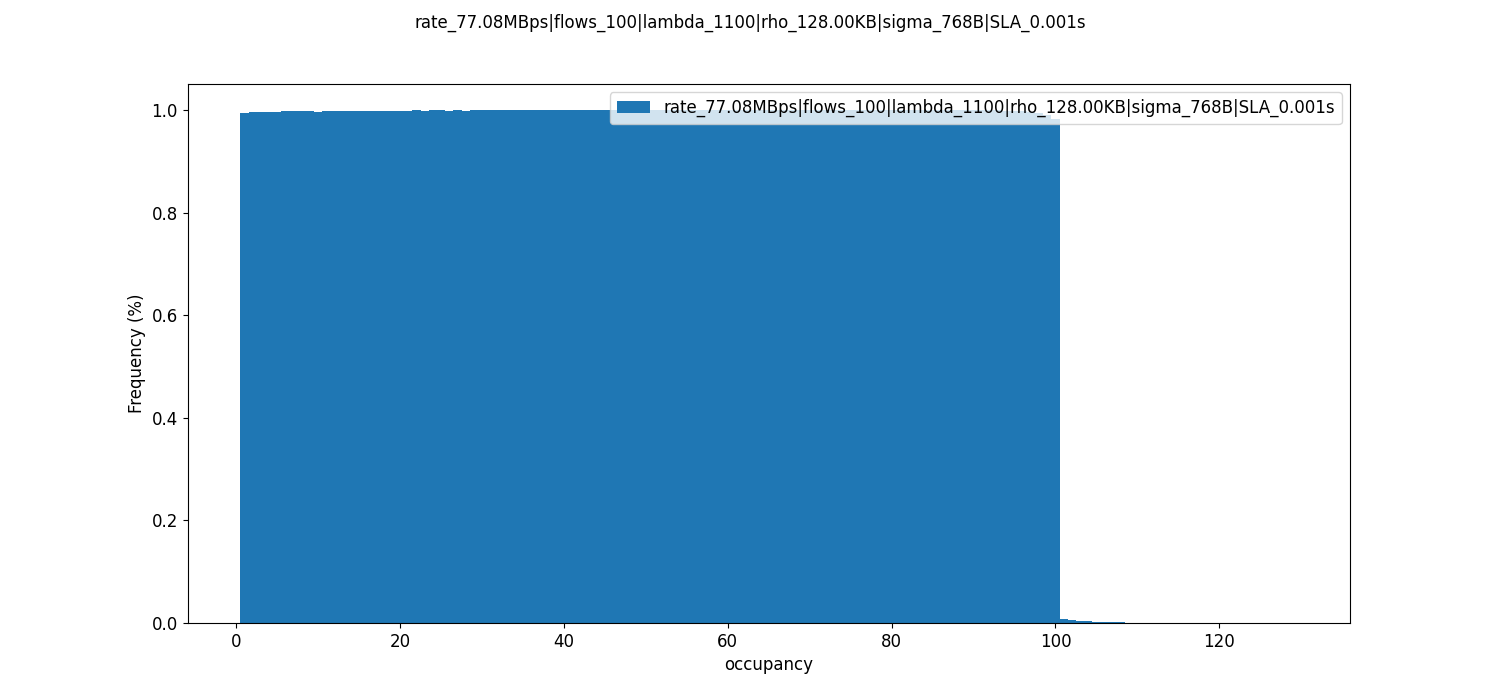 rate_77.08MBps|flows_100|lambda_1100|rho_128.00KB|sigma_768B|SLA_0.001s
rate_77.08MBps|flows_100|lambda_1100|rho_128.00KB|sigma_768B|SLA_0.001s
1.0
0.8
0.6
0.4
0.2
0.0
Frequency (%)
0 20 40 60 80 100 120
occupancy